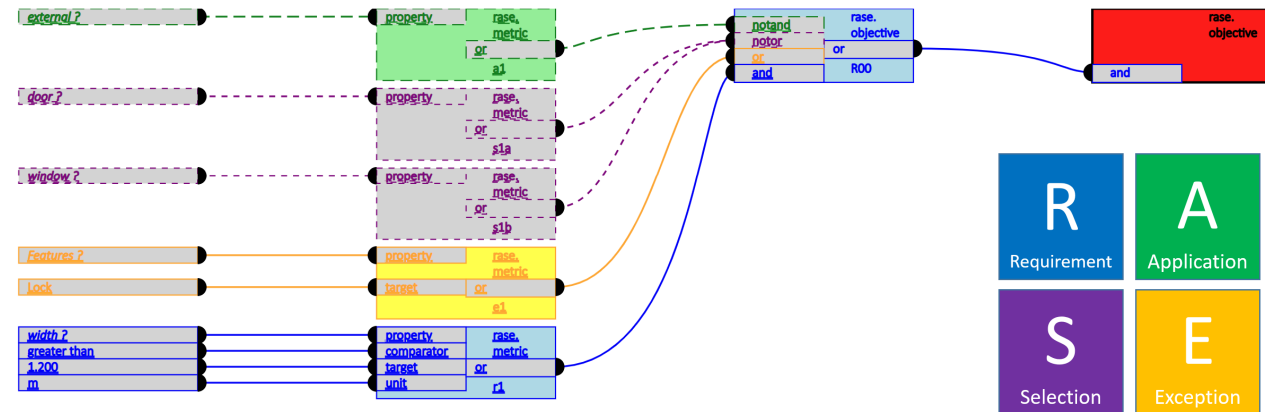 external ?
property
rase.
metric
or
a1
door ?
property
rase.
metric
or
s1a
window ?
property
rase.
metric
or
s1b
Features ?
Lock
property
target
rase.
metric
or
e1
width ?
greater than
1.200
m
property
comparator
target
unit
rase.
metric
or
r1
notand
notor
or
and
rase.
objective
or
R00
rase.
objective
and
R
Requirement
A
Application
S
Selection
E
Exception